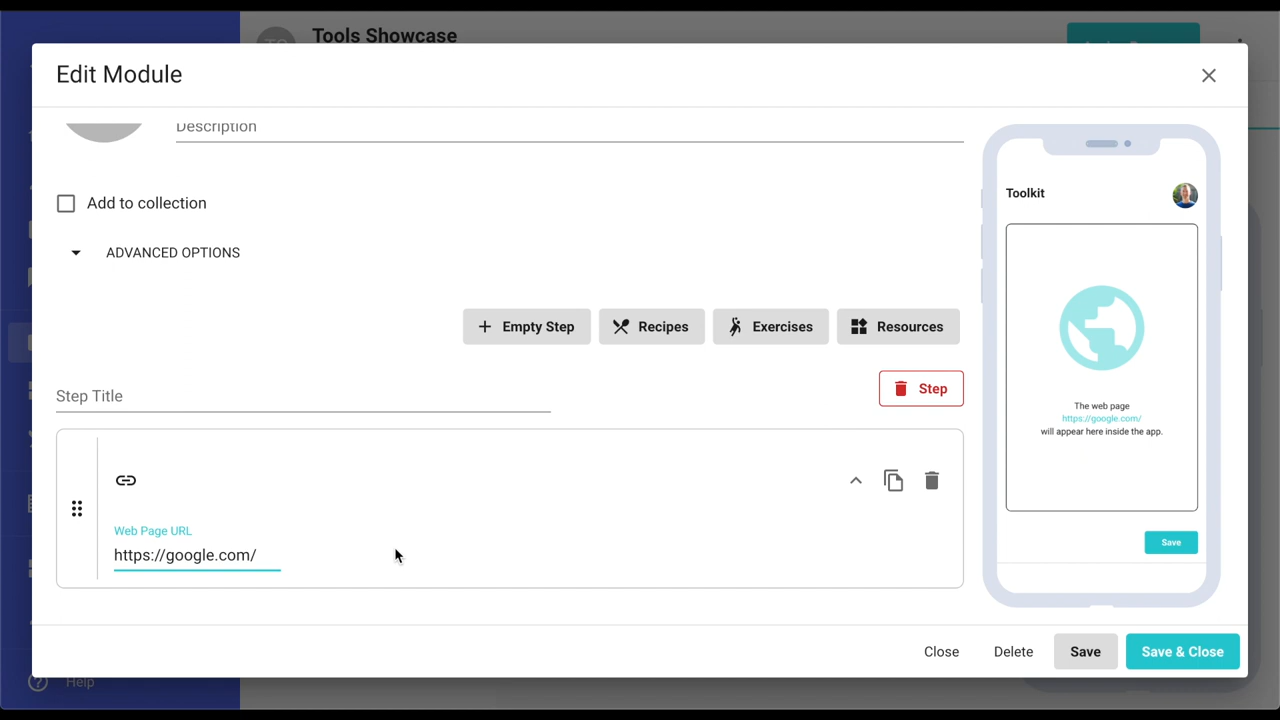 Tools Showcase
Edit Module
Description
Add to collection
ADVANCED OPTIONS
Empty Step
Recipes
Exercises
Resources
Step Title
Step
Web Page URL
https://google.com/
Toolkit
The web page
https://google.com/
will appear here inside the app.
Save
Close
Delete
Save
Save & Close
Help